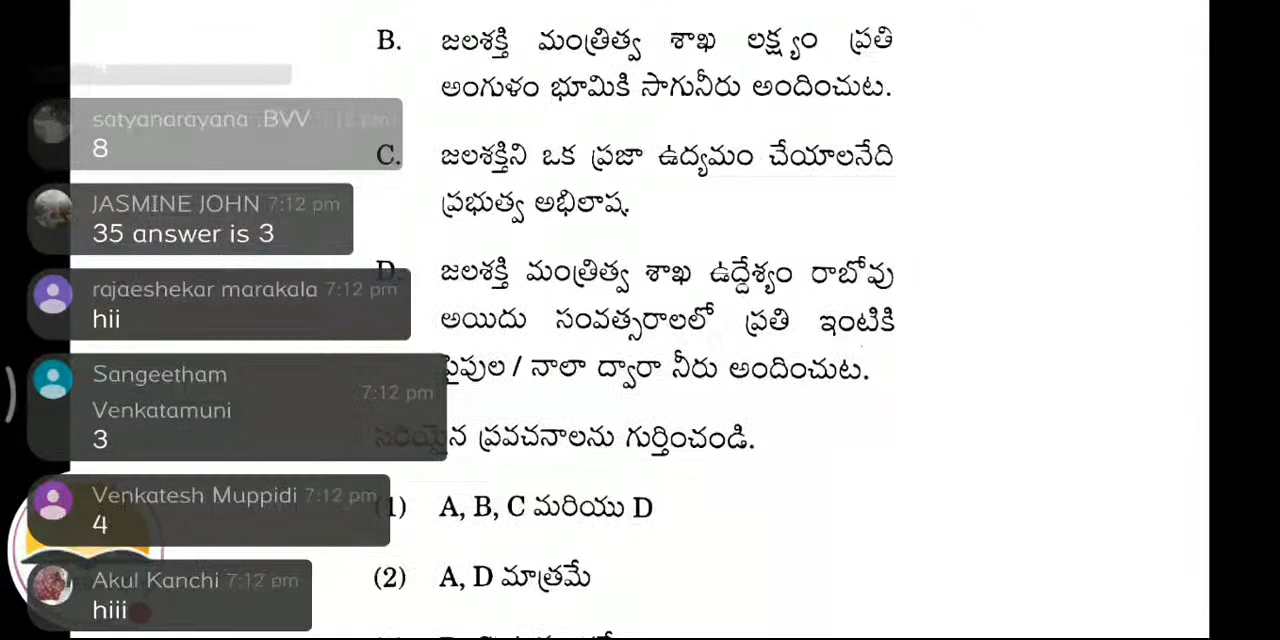 B. జలశక్తి మంత్రిత్వ శాఖ లక్ష్యం ప్రతి
అంగుళం భూమికి సాగునీరు అందించుట.
satyanarayana .BVV
8
C. జలశక్తిని ఒక ప్రజా ఉద్యమం చేయాలనేది
ప్రభుత్వ అభిలాష.
JASMINE JOHN 7:12 pm
35 answer is 3
D. జలశక్తి మంత్రిత్వ శాఖ ఉద్దేశ్యం రాబోవు
అయిదు సంవత్సరాలలో ప్రతి ఇంటికి
పైపుల / నాలా ద్వారా నీరు అందించుట.
rajaeshekar marakala 7:12 pm
hii
Sangeetham
Venkatamuni 7:12 pm
3
సరియైన ప్రవచనాలను గుర్తించండి.
Venkatesh Muppidi 7:12 pm
4
(1) A, B, C మరియు D
(2) A, D మాత్రమే
Akul Kanchi 7:12 pm
hiii